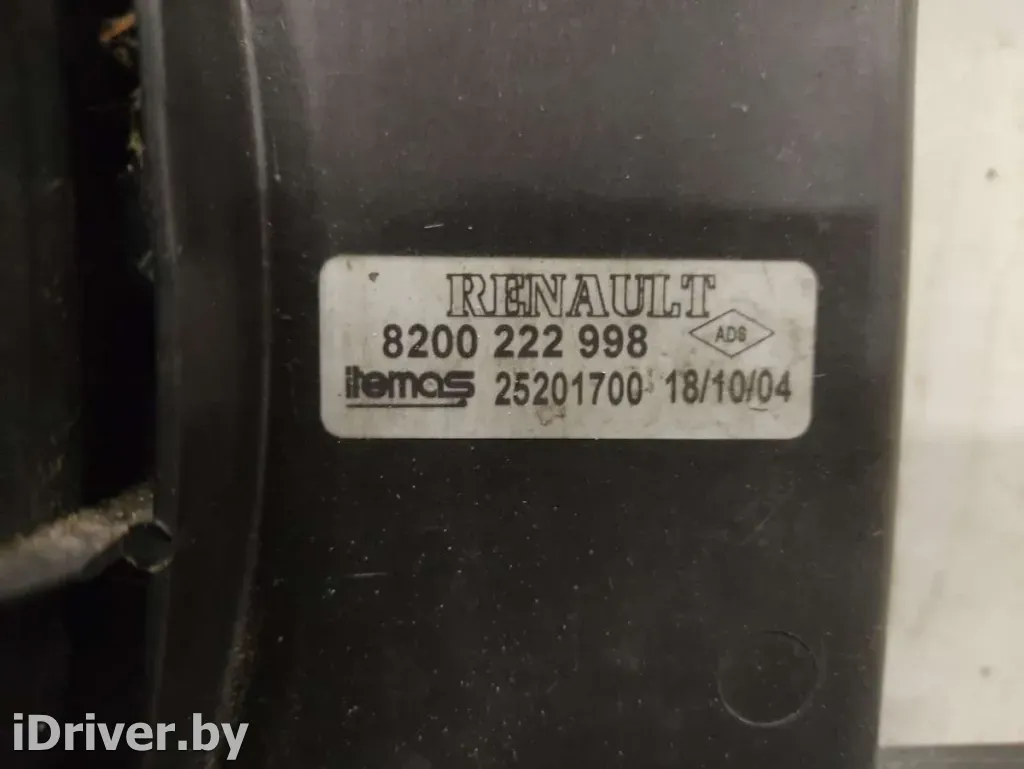 RENAULT
8200 222 998 ADS
itemas 25201700 18/10/04
iDriver.by